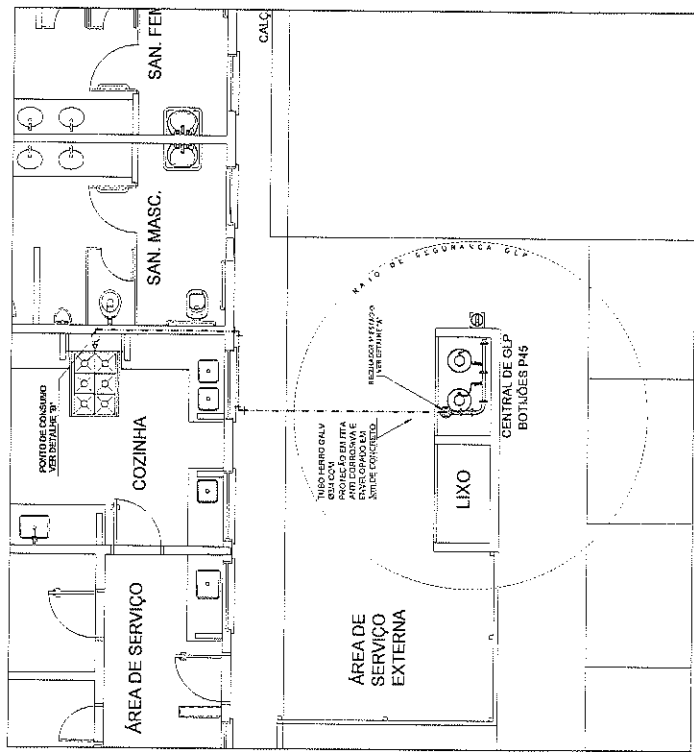 SAN. FEM
CALÇ
SAN. MASC.
PONTO DE CONSUMO
VER DETALHE "B"
COZINHA
ÁREA DE SERVIÇO
RAIO DE SEGURANÇA GLP
REGULADOR 1º ESTÁGIO
VER DETALHE "A"
TUBO FERRO GALV
Ø3/4 COM
PROTEÇÃO EM FITA
ANTI CORROSIVA E
ENVELOPADO EM
DE CONCRETO
CENTRAL DE GLP
BOTIJÕES P45
LIXO
ÁREA DE
SERVIÇO
EXTERNA